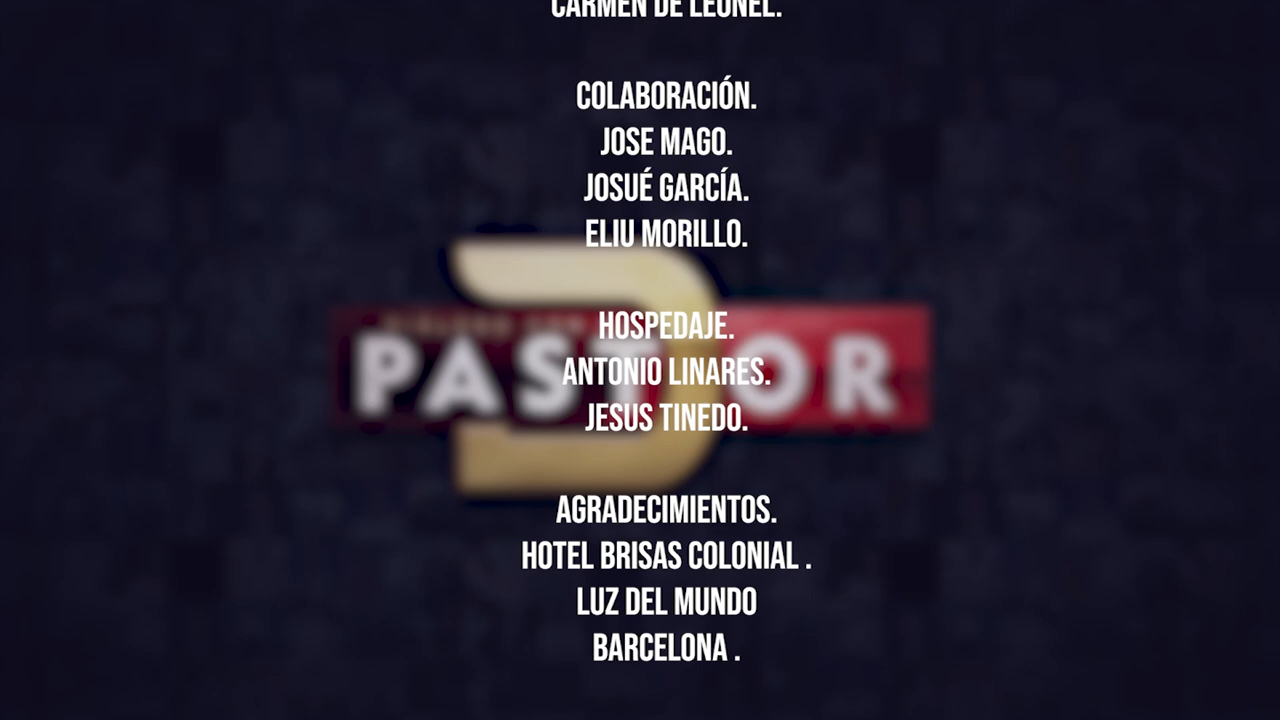 CARMEN DE LEONEL.
COLABORACIÓN.
JOSE MAGO.
JOSUÉ GARCÍA.
ELIU MORILLO.
HOSPEDAJE.
ANTONIO LINARES.
JESUS TINEDO.
AGRADECIMIENTOS.
HOTEL BRISAS COLONIAL .
LUZ DEL MUNDO
BARCELONA .
PASTOR